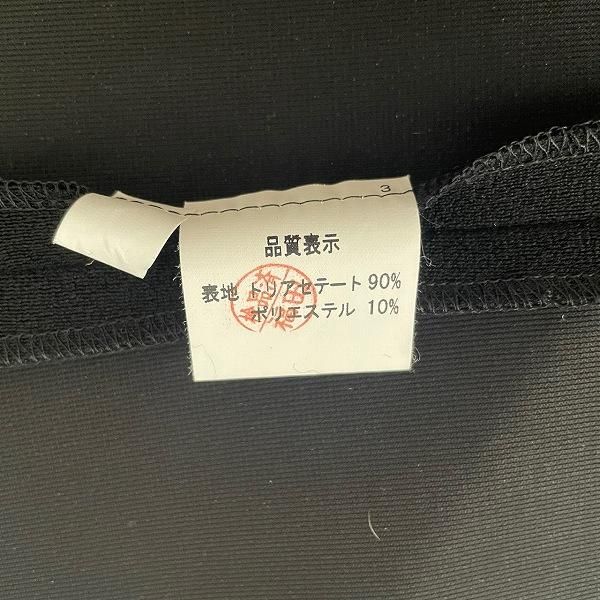 3
品質表示
表地 トリアセテート 90%
ポリエステル 10%